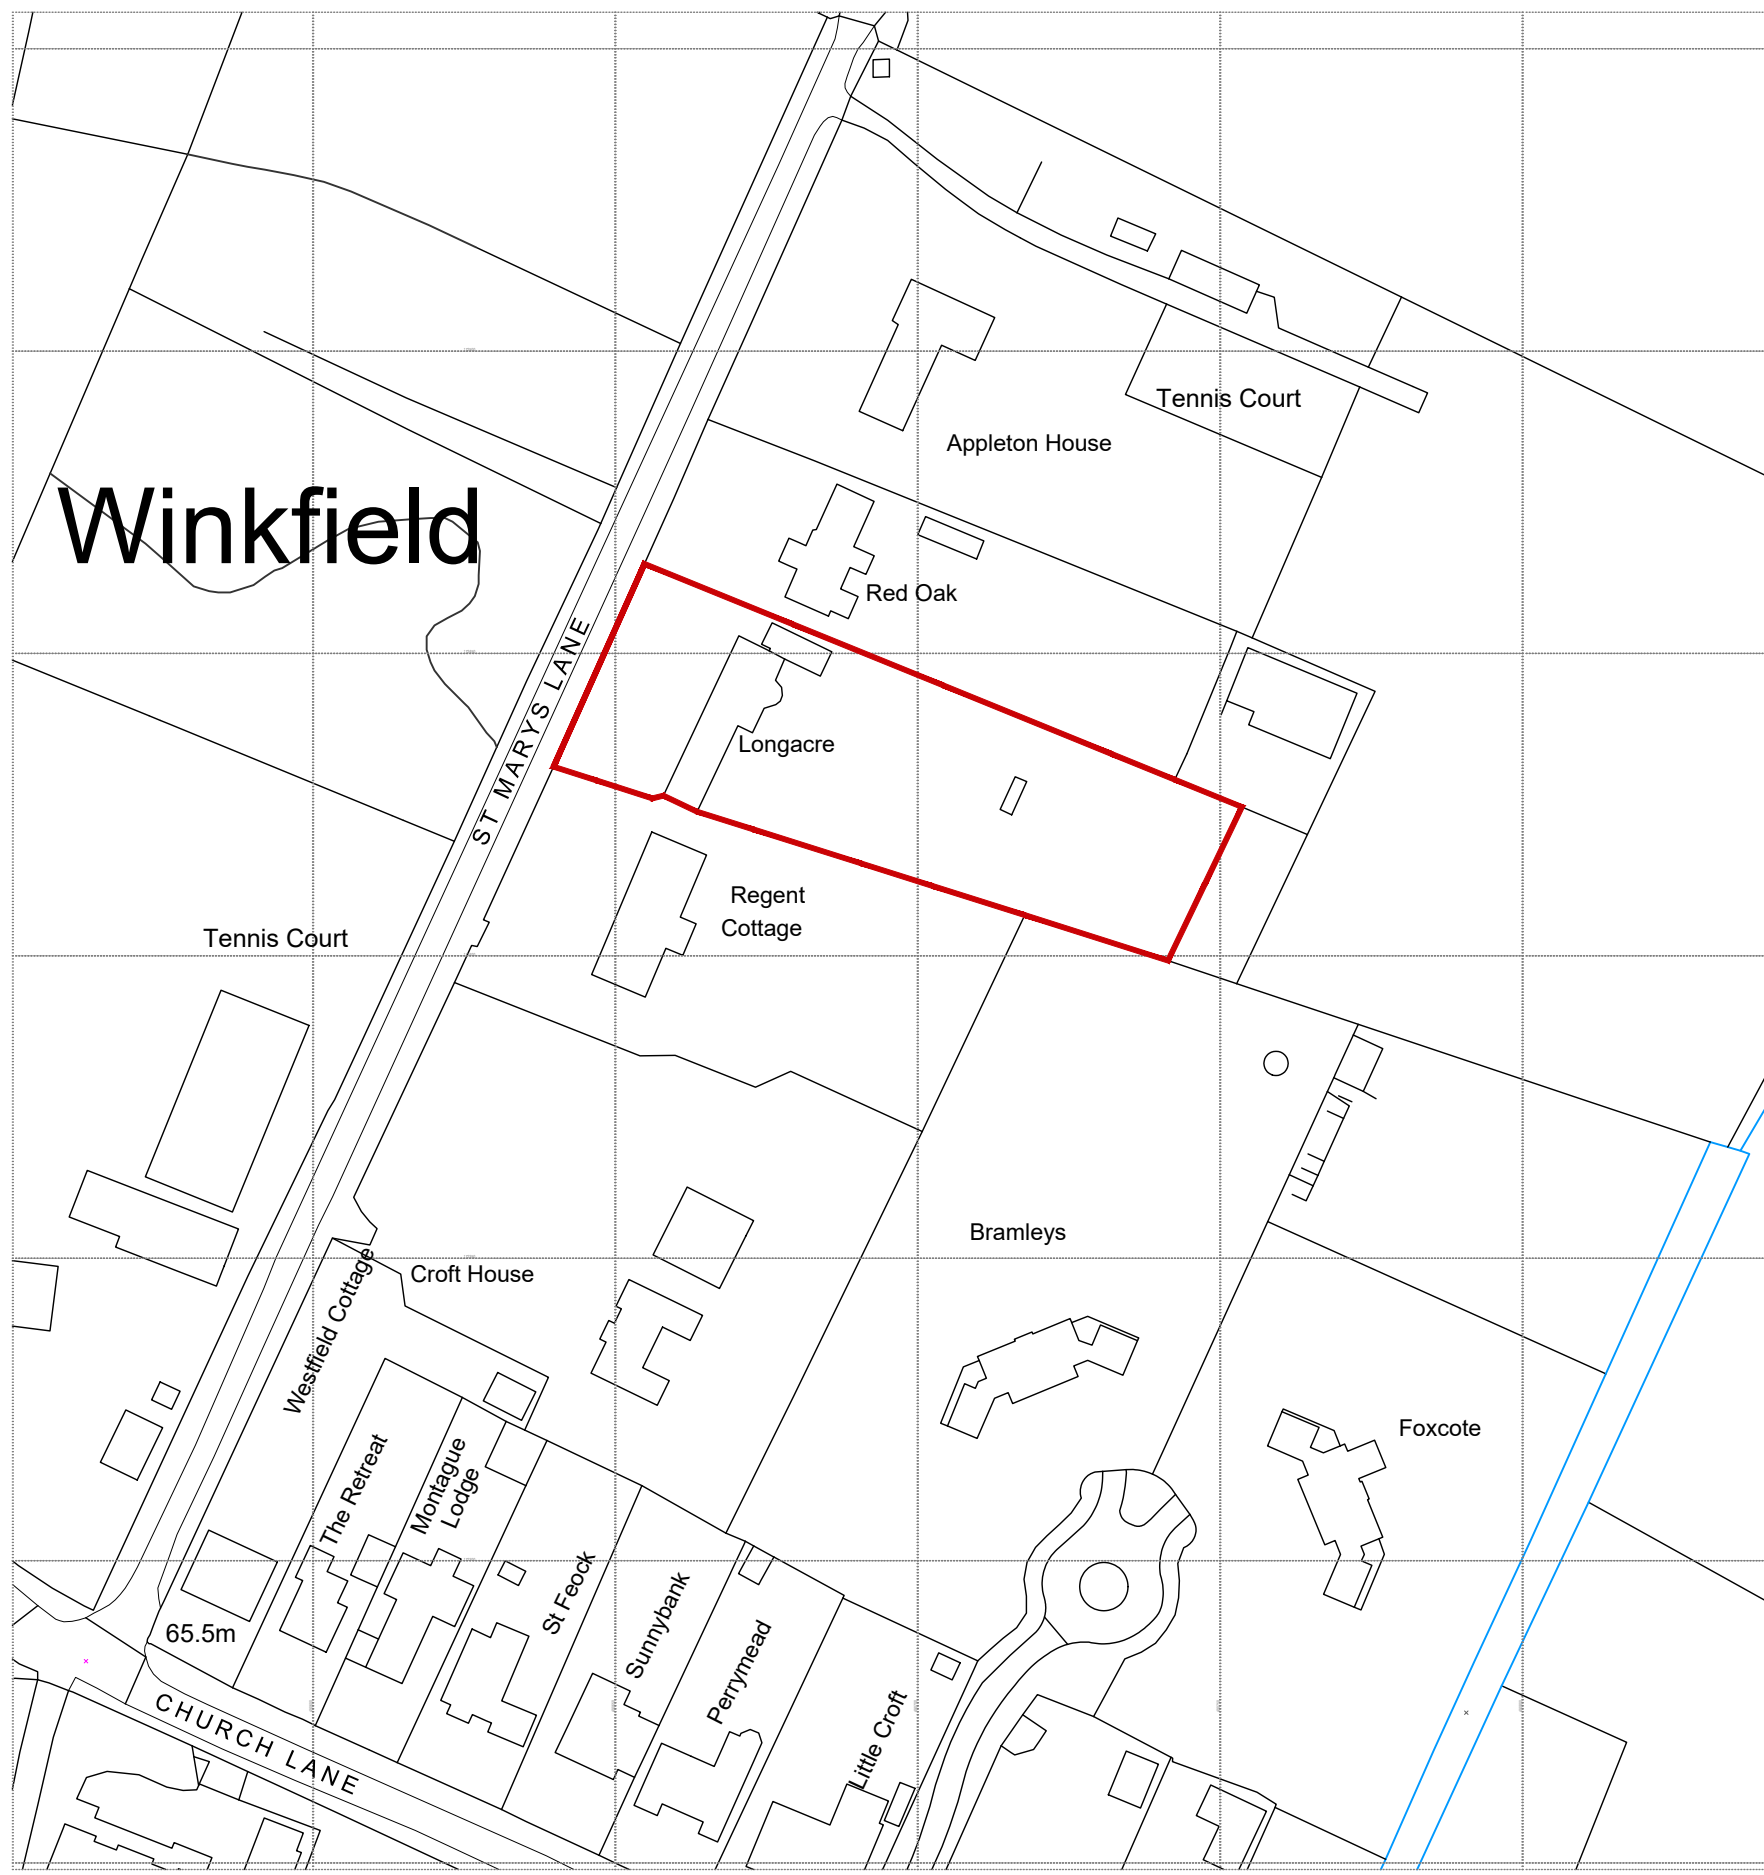 Tennis Court
Appleton House
Winkfield
Red Oak
ST MARYS LANE
Longacre
Regent
Cottage
Tennis Court
Bramleys
Croft House
Westfield Cottage
Foxcote
The Retreat
Montague
Lodge
St Feock
Sunnybank
Perrymead
65.5m
Little Croft
CHURCH LANE